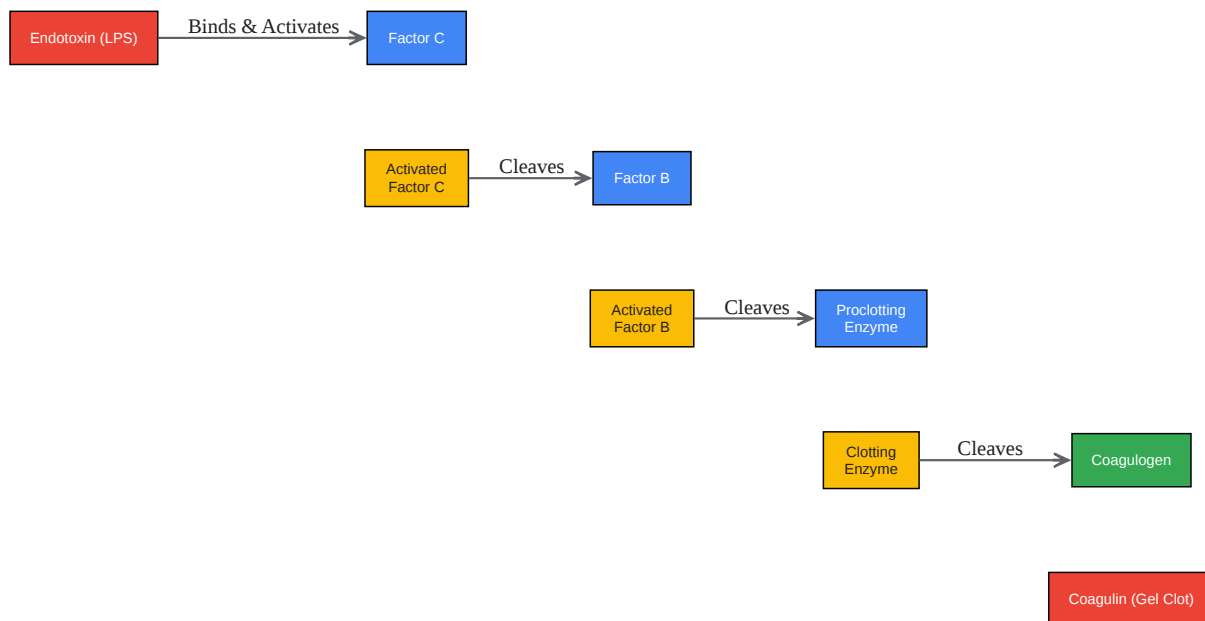 Endotoxin (LPS)
Binds & Activates
Factor C
Activated
Factor C
Cleaves
Factor B
Activated
Factor B
Cleaves
Proclotting
Enzyme
Clotting
Enzyme
Cleaves
Coagulogen
Coagulin (Gel Clot)